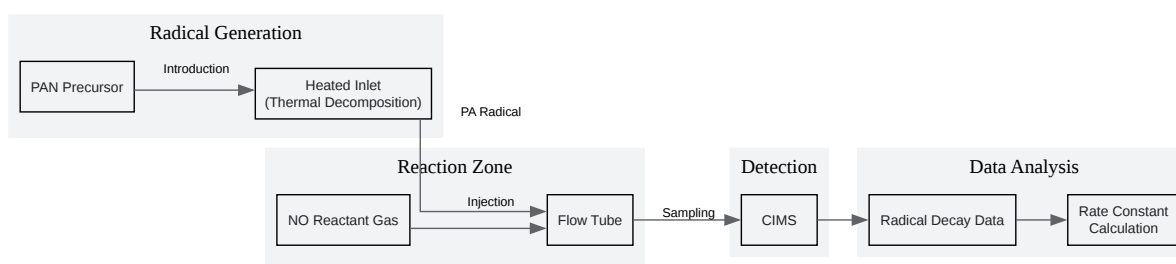 Radical Generation
PAN Precursor
Introduction
Heated Inlet
(Thermal Decomposition)
PA Radical
Reaction Zone
NO Reactant Gas
Injection
Flow Tube
Sampling
Detection
CIMS
Data Analysis
Radical Decay Data
Rate Constant
Calculation